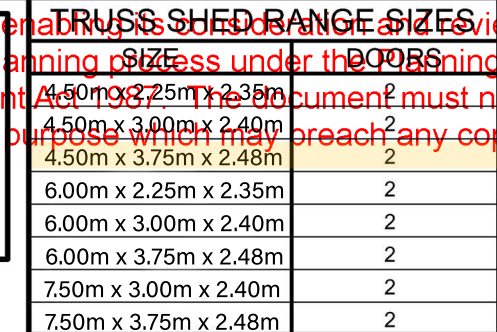 TRUSS SHED RANGE SIZES
enabling its consideration and revie
SIZE DOORS
anning process under the Planning
4.50m x 2.25m x 2.35m 2
nt Act 1987. The document must n
4.50m x 3.00m x 2.40m 2
purpose which may breach any cop
4.50m x 3.75m x 2.48m 2
6.00m x 2.25m x 2.35m 2
6.00m x 3.00m x 2.40m 2
6.00m x 3.75m x 2.48m 2
7.50m x 3.00m x 2.40m 2
7.50m x 3.75m x 2.48m 2